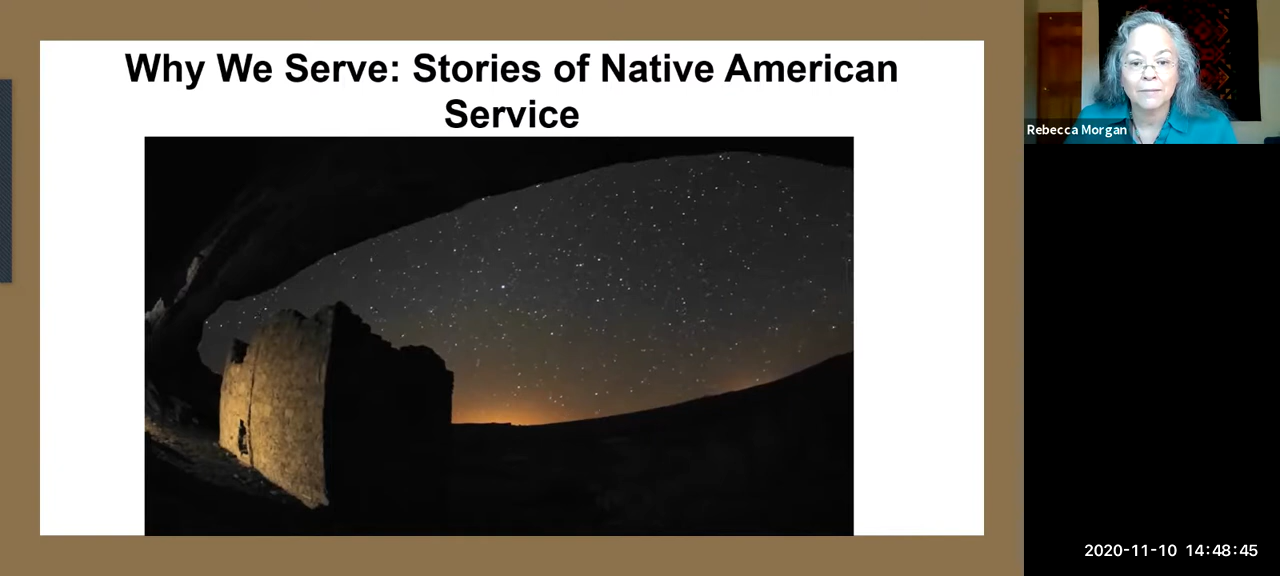 Why We Serve: Stories of Native American
Service
Rebecca Morgan
2020-11-10 14:48:45